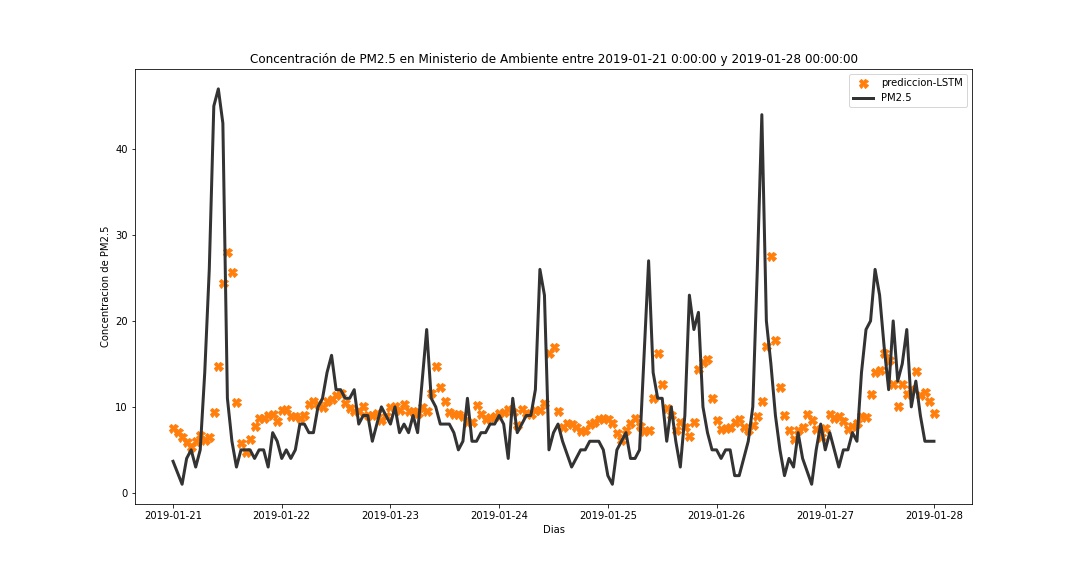 Concentración de PM2.5 en Ministerio de Ambiente entre 2019-01-21 0:00:00 y 2019-01-28 00:00:00
prediccion-LSTM
PM2.5
Concentracion de PM2.5
40
30
20
10
0
2019-01-21 2019-01-22 2019-01-23 2019-01-24 2019-01-25 2019-01-26 2019-01-27 2019-01-28
Dias